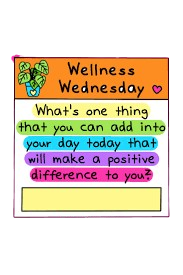 Wellness
Wednesday
What's one thing
that you can add into
your day today that
will make a positive
difference to you?